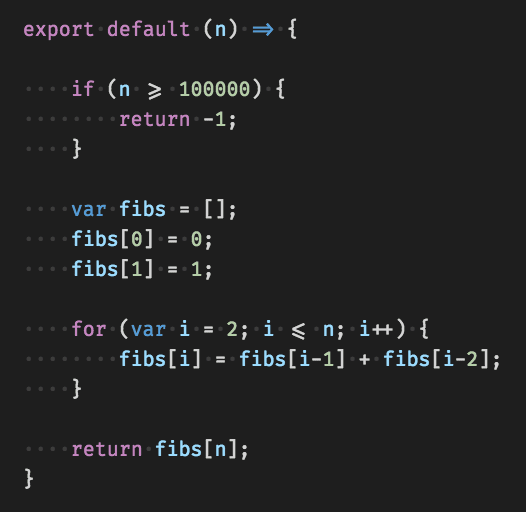 export default (n) => {
    if (n >= 100000) {
        return -1;
    }
    var fibs = [];
    fibs[0] = 0;
    fibs[1] = 1;
    for (var i = 2; i <= n; i++) {
        fibs[i] = fibs[i-1] + fibs[i-2];
    }
    return fibs[n];
}